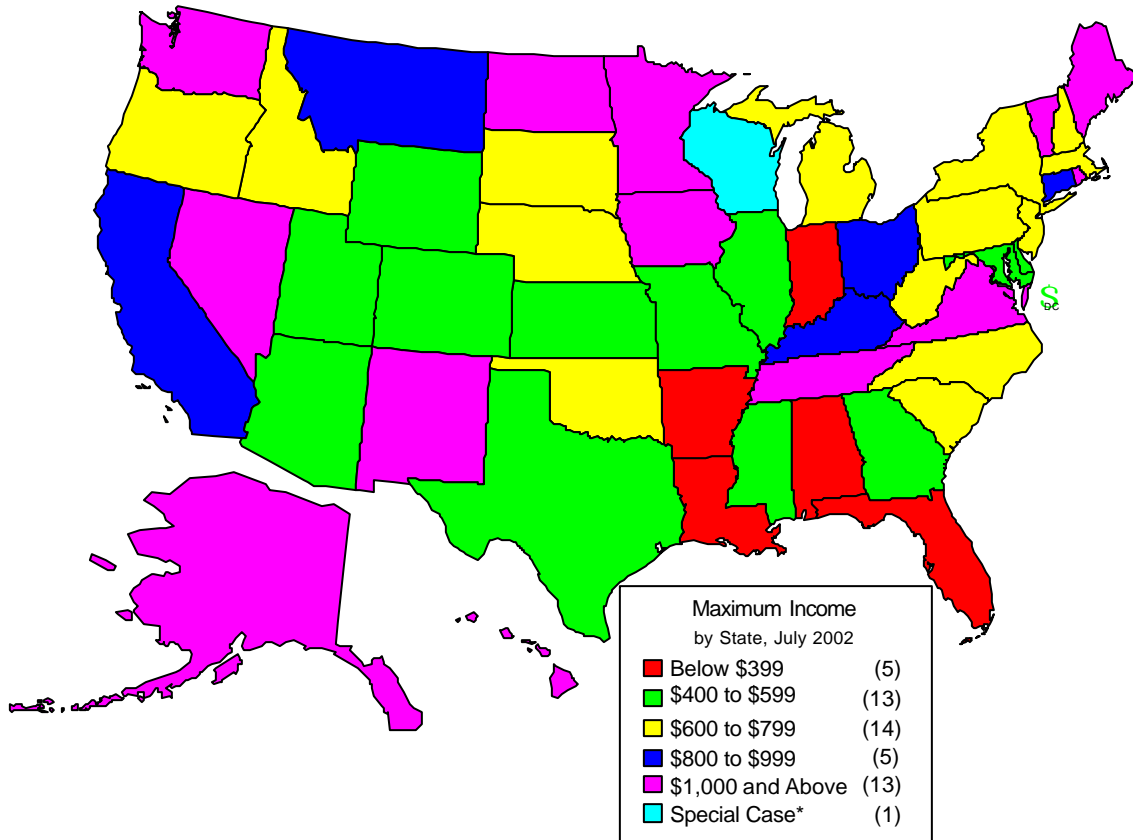 S
DC
Maximum Income
by State, July 2002
Below $399 (5)
$400 to $599 (13)
$600 to $799 (14)
$800 to $999 (5)
$1,000 and Above (13)
Special Case* (1)